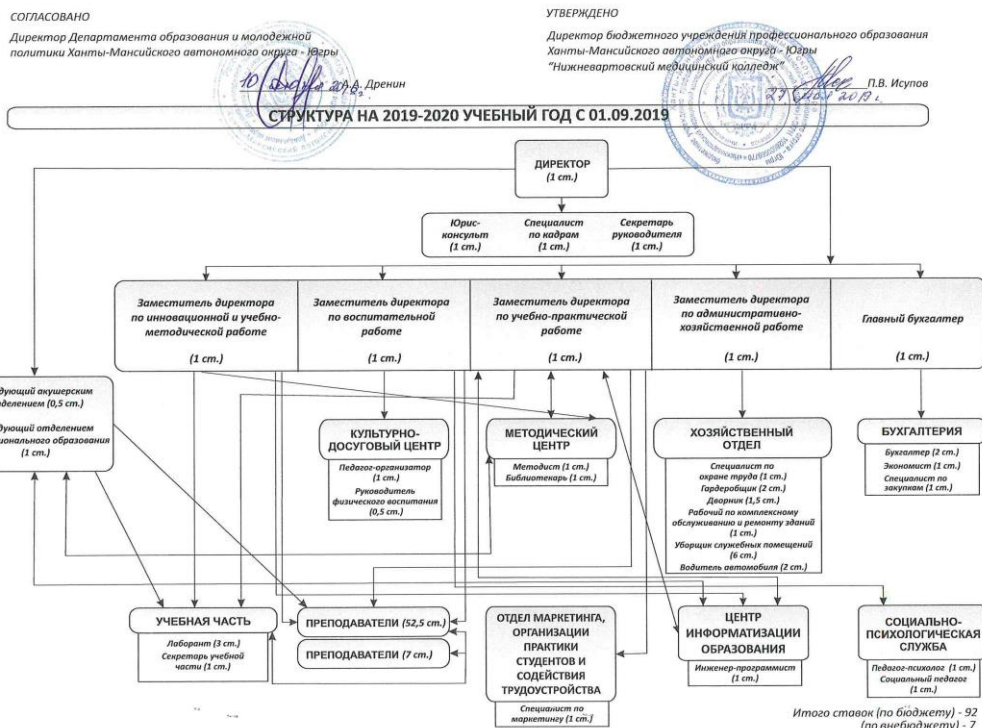 СОГЛАСОВАНО
Директор Департамента образования и молодежной
политики Ханты-Мансийского автономного округа - Югры
А.А. Дренин
УТВЕРЖДЕНО
Директор бюджетного учреждения профессионального образования
Ханты-Мансийского автономного округа - Югры
"Нижневартовский медицинский колледж"
П.В. Исупов
СТРУКТУРА НА 2019-2020 УЧЕБНЫЙ ГОД С 01.09.2019
ДИРЕКТОР
(1 ст.)
Юрис-
консульт
(1 ст.)
Специалист
по кадрам
(1 ст.)
Секретарь
руководителя
(1 ст.)
Заместитель директора
по инновационной и учебно-
методической работе
(1 ст.)
Заместитель директора
по воспитательной
работе
(1 ст.)
Заместитель директора
по учебно-практической
работе
(1 ст.)
Заместитель директора
по административно-
хозяйственной работе
(1 ст.)
Главный бухгалтер
(1 ст.)
дующий акушерским
делением (0,5 ст.)
дующий отделением
ионального образования
(1 ст.)
КУЛЬТУРНО-
ДОСУГОВЫЙ ЦЕНТР
Педагог-организатор
(1 ст.)
Руководитель
физического воспитания
(0,5 ст.)
МЕТОДИЧЕСКИЙ
ЦЕНТР
Методист (1 ст.)
Библиотекарь (1 ст.)
ХОЗЯЙСТВЕННЫЙ
ОТДЕЛ
Специалист по
охране труда (1 ст.)
Гардеробщик (2 ст.)
Дворник (1,5 ст.)
Рабочий по комплексному
обслуживанию и ремонту зданий
(1 ст.)
Уборщик служебных помещений
(6 ст.)
Водитель автомобиля (2 ст.)
БУХГАЛТЕРИЯ
Бухгалтер (2 ст.)
Экономист (1 ст.)
Специалист по
закупкам (1 ст.)
УЧЕБНАЯ ЧАСТЬ
Лаборант (3 ст.)
Секретарь учебной
части (1 ст.)
ПРЕПОДАВАТЕЛИ (52,5 ст.)
ПРЕПОДАВАТЕЛИ (7 ст.)
ОТДЕЛ МАРКЕТИНГА,
ОРГАНИЗАЦИИ
ПРАКТИКИ
СТУДЕНТОВ И
СОДЕЙСТВИЯ
ТРУДОУСТРОЙСТВА
Специалист по
маркетингу (1 ст.)
ЦЕНТР
ИНФОРМАТИЗАЦИИ
ОБРАЗОВАНИЯ
Инженер-программист
(1 ст.)
СОЦИАЛЬНО-
ПСИХОЛОГИЧЕСКАЯ
СЛУЖБА
Педагог-психолог (1 ст.)
Социальный педагог
(1 ст.)
Итого ставок (по бюджету) - 92
(по внебюджету) - 7